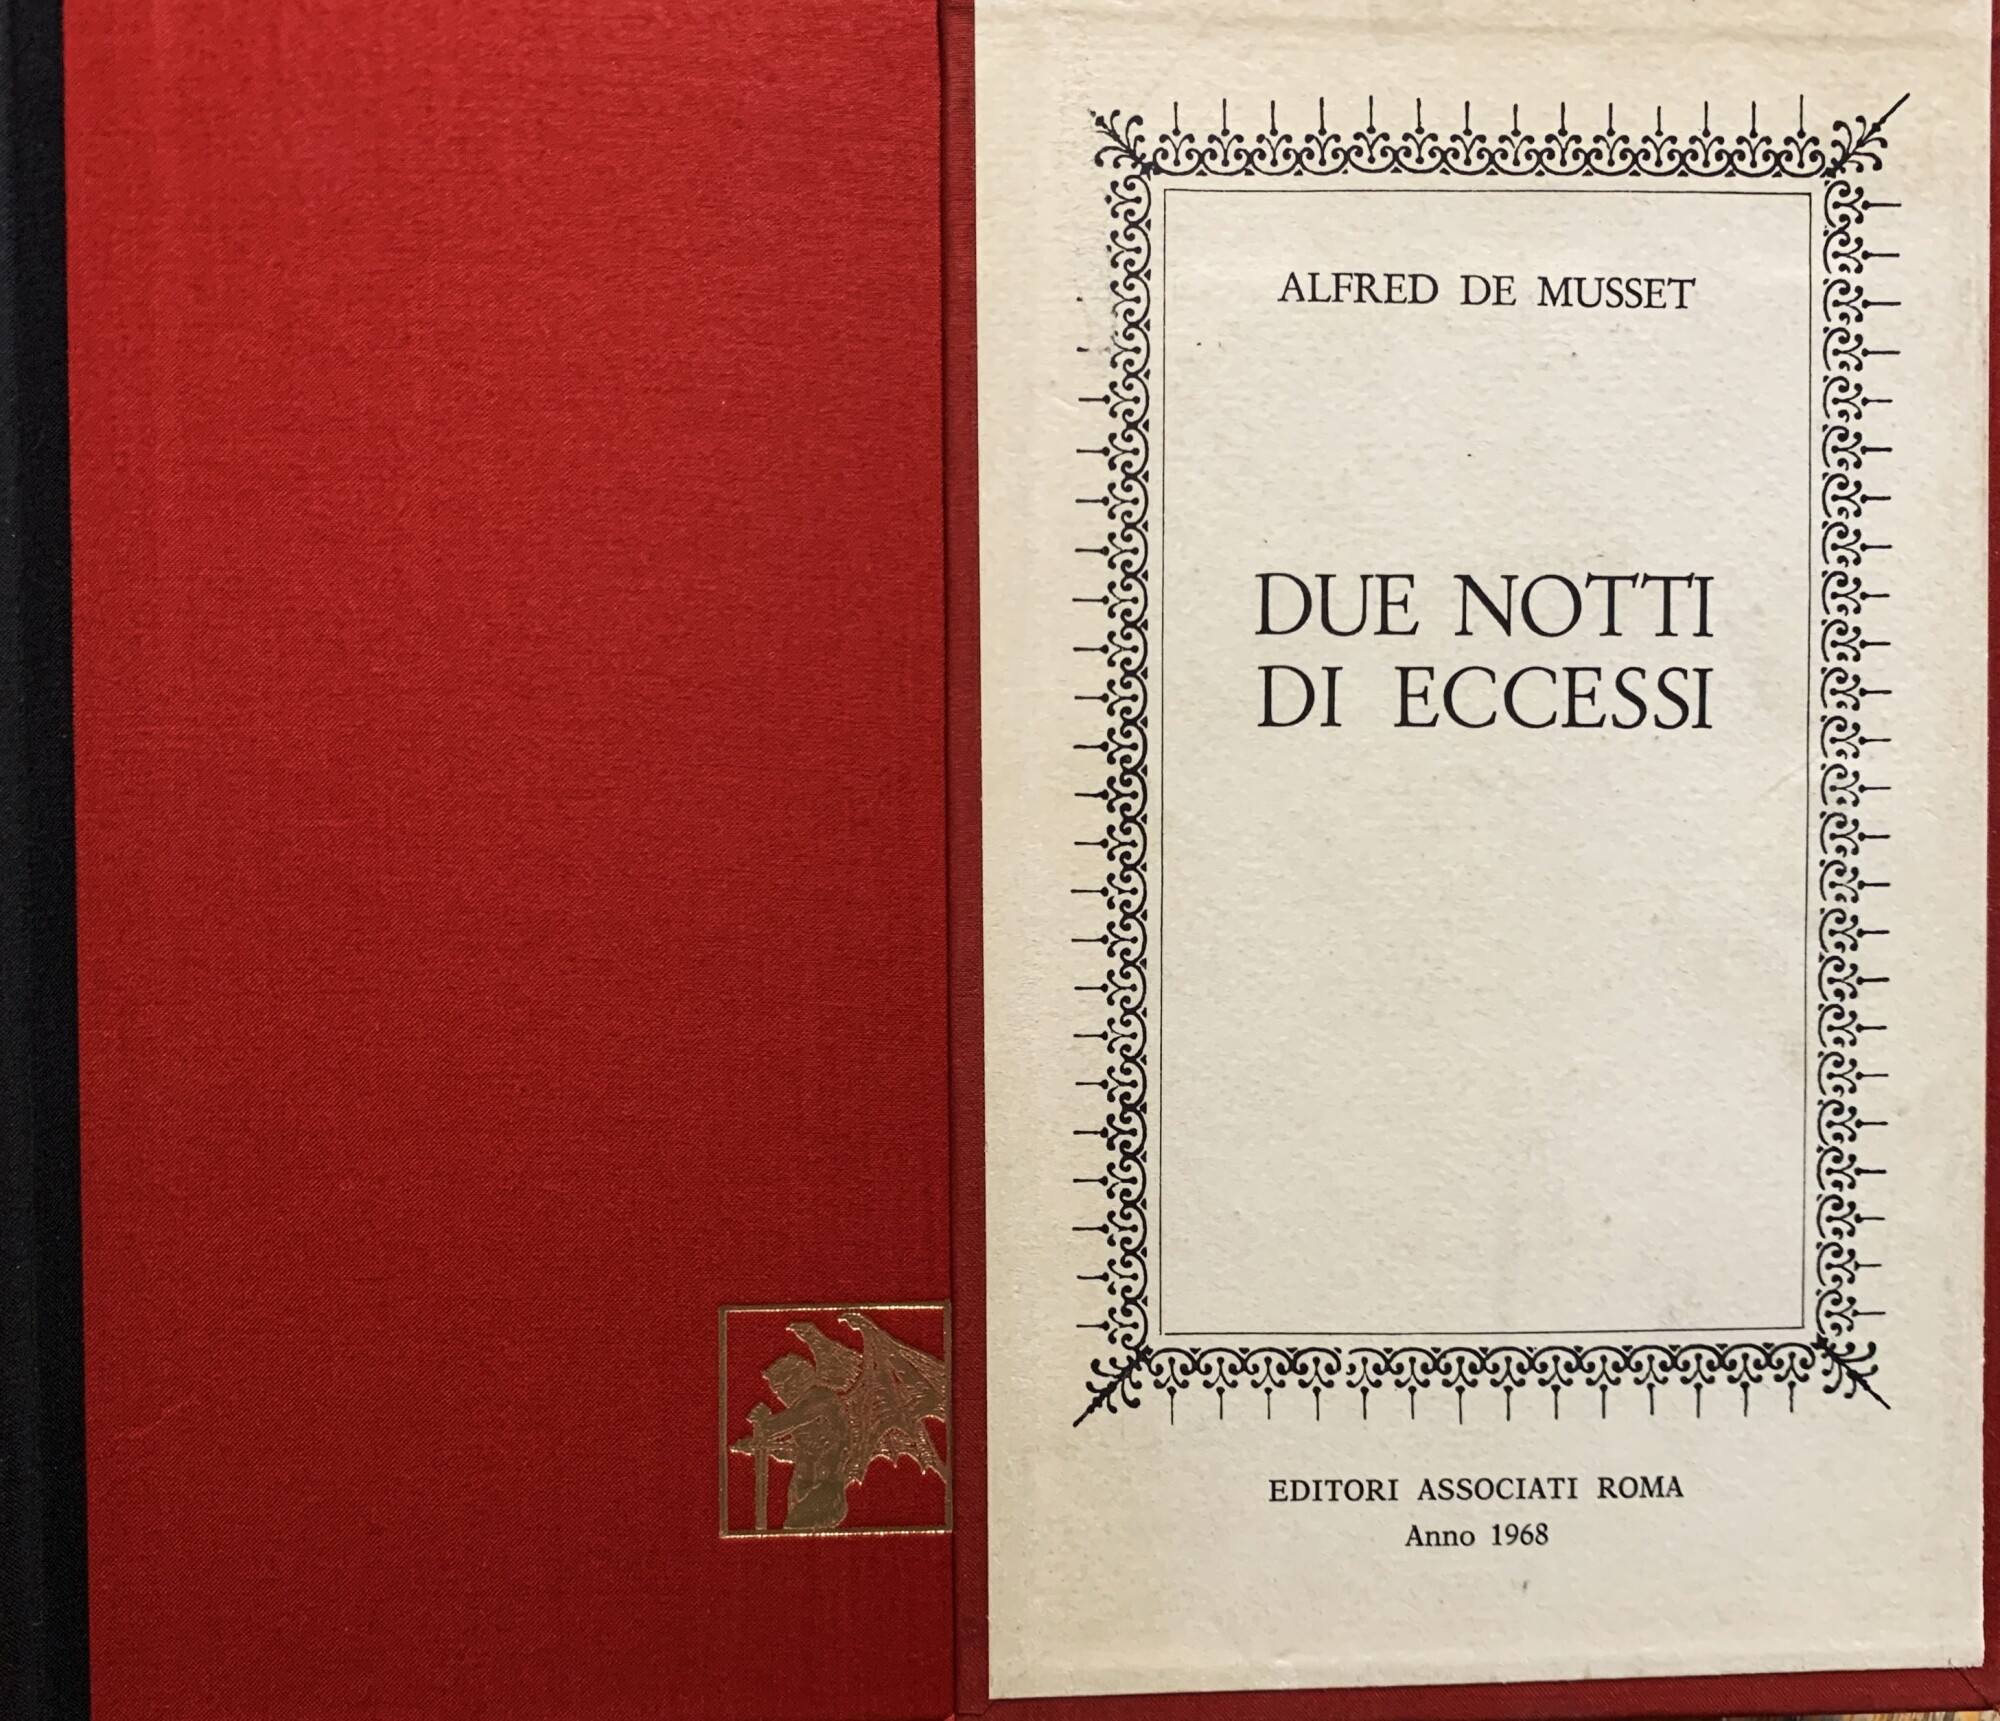 ALFRED DE MUSSET
DUE NOTTI
DI ECCESSI
EDITORI ASSOCIATI ROMA
Anno 1968